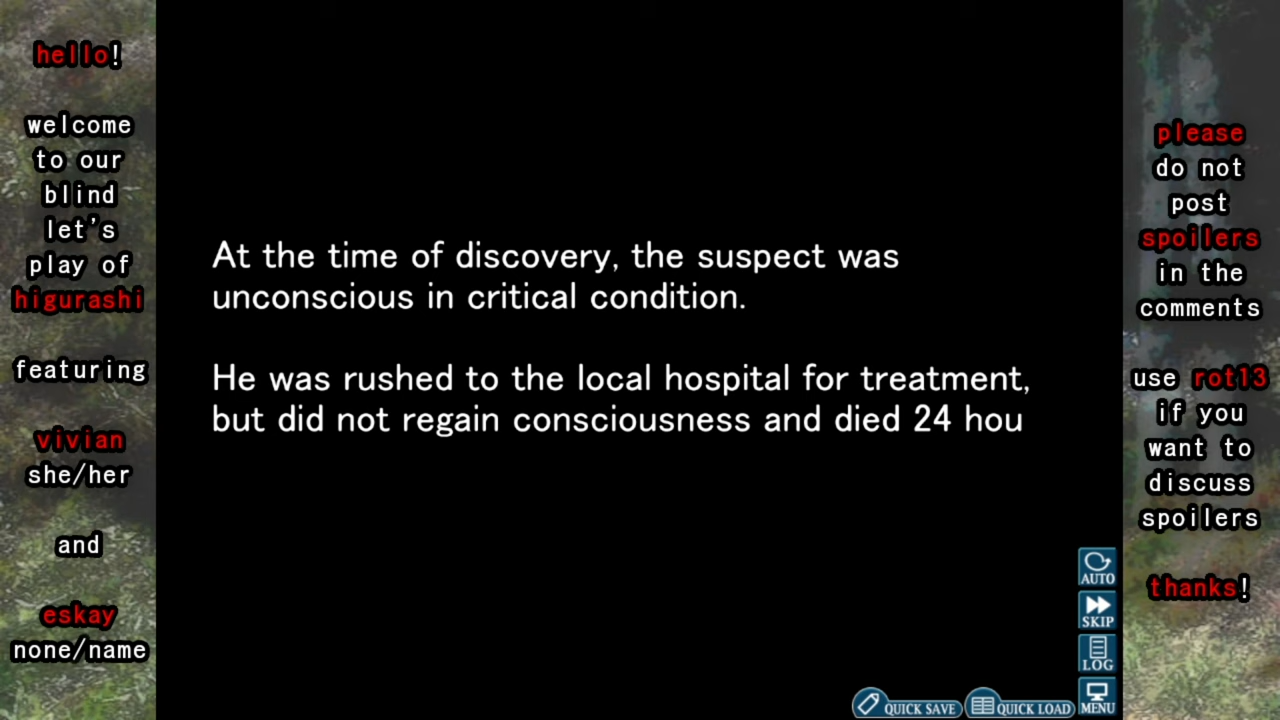 hello!
welcome
to our
blind
let's
play of
higurashi
featuring
vivian
she/her
and
eskay
none/name
At the time of discovery, the suspect was
unconscious in critical condition.
He was rushed to the local hospital for treatment,
but did not regain consciousness and died 24 hou
please
do not
post
spoilers
in the
comments
use rot13
if you
want to
discuss
spoilers
thanks!
AUTO
SKIP
LOG
MENU
QUICK SAVE
QUICK LOAD